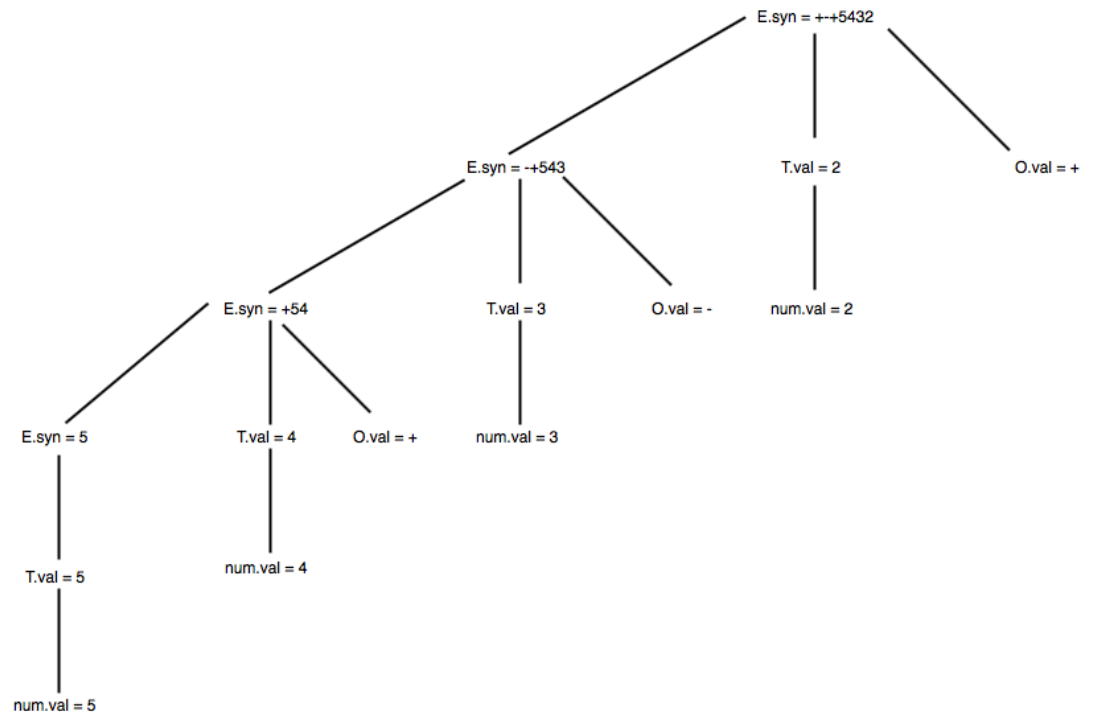 E.syn = +-+5432
E.syn = -+543
T.val = 2
O.val = +
E.syn = +54
T.val = 3
O.val = -
num.val = 2
E.syn = 5
T.val = 4
O.val = +
num.val = 3
T.val = 5
num.val = 4
num.val = 5